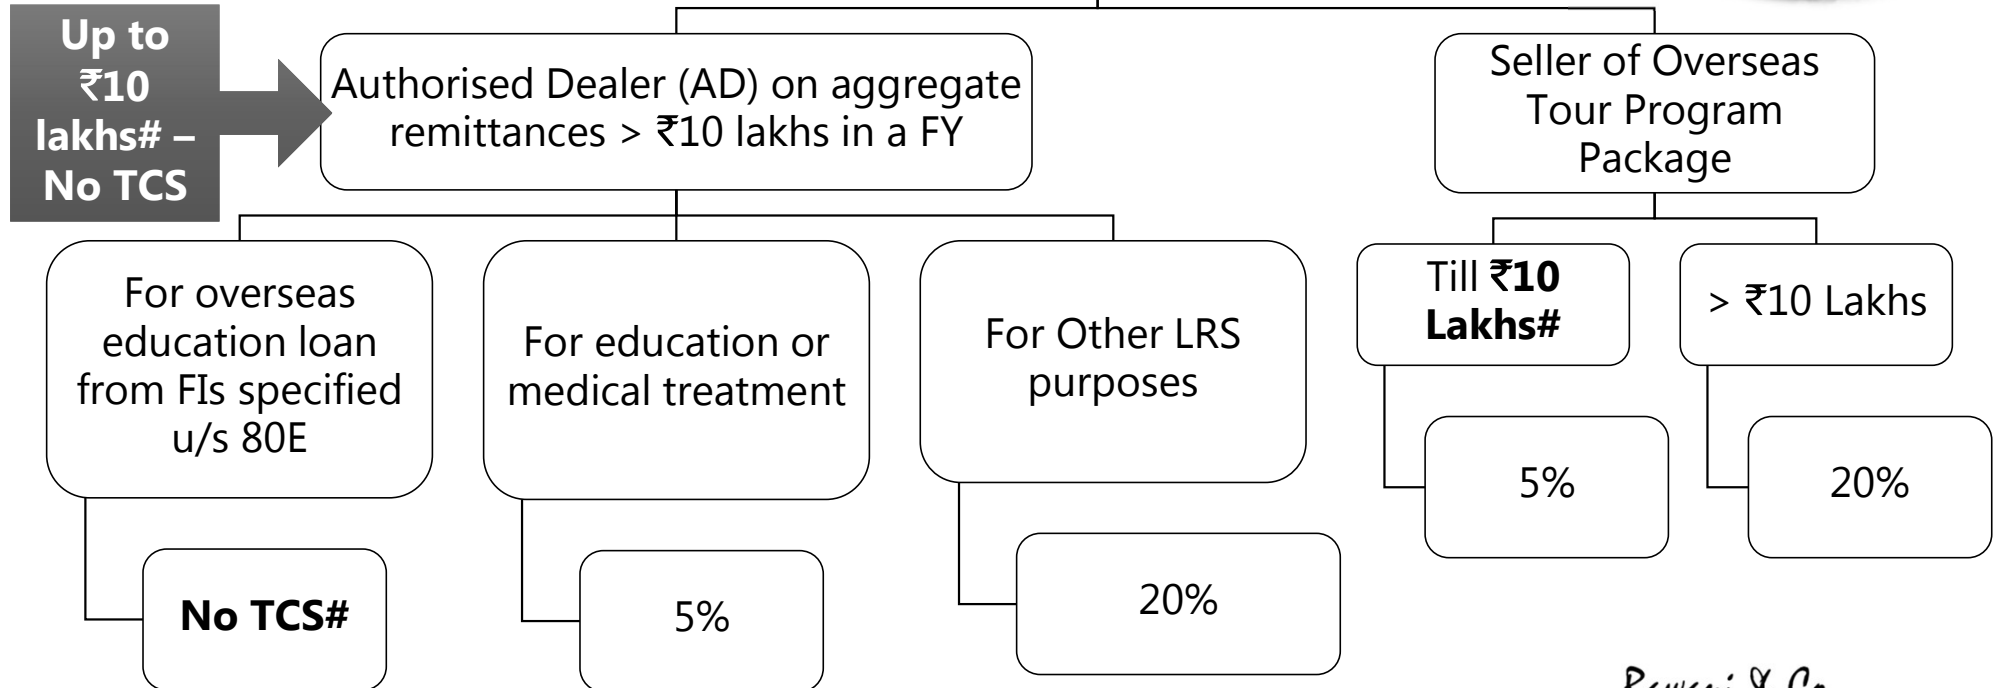 Up to
₹10
lakhs# –
No TCS
Authorised Dealer (AD) on aggregate
remittances > ₹10 lakhs in a FY
Seller of Overseas
Tour Program
Package
For overseas
education loan
from FIs specified
u/s 80E
For education or
medical treatment
For Other LRS
purposes
Till ₹10
Lakhs#
> ₹10 Lakhs
No TCS#
5%
20%
5%
20%